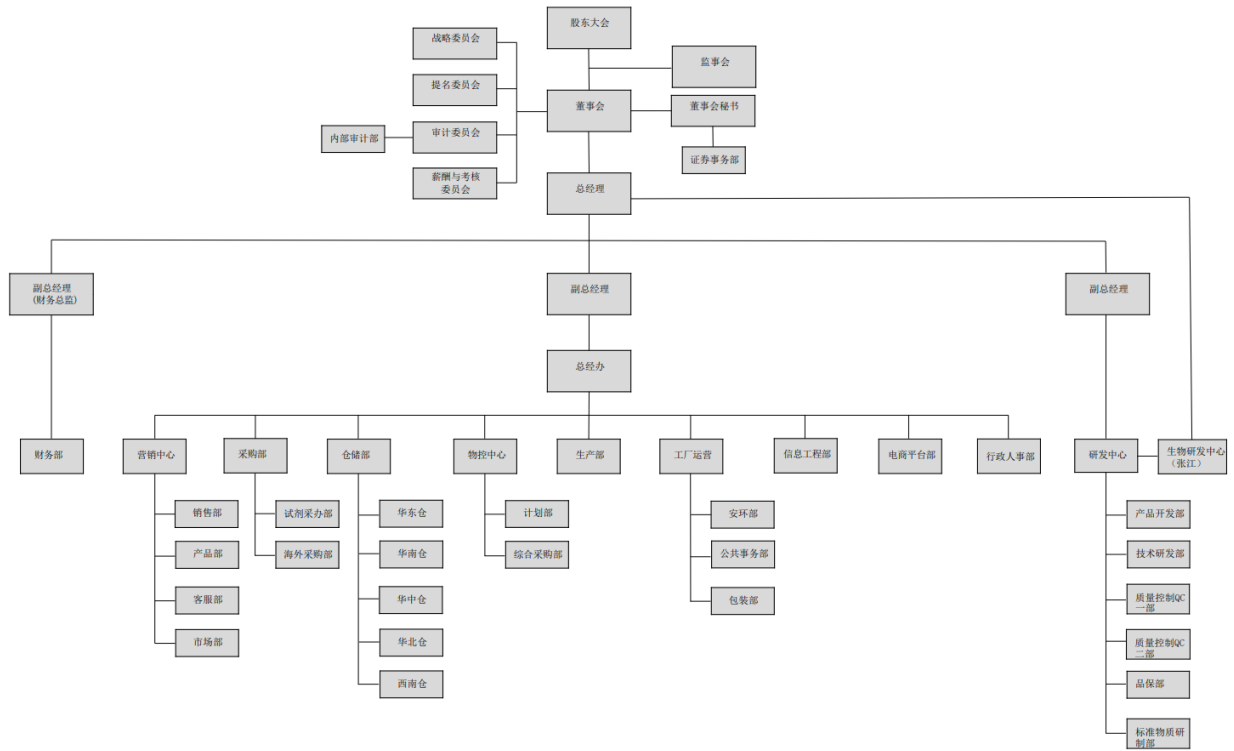 股东大会
战略委员会
监事会
提名委员会
董事会
董事会秘书
内部审计部
审计委员会
证券事务部
薪酬与考核
委员会
总经理
副总经理
(财务总监)
副总经理
副总经理
总经办
财务部
营销中心
采购部
仓储部
物控中心
生产部
工厂运营
信息工程部
电商平台部
行政人事部
研发中心
生物研发中心
（张江）
销售部
产品部
客服部
市场部
试剂采办部
海外采购部
华东仓
华南仓
华中仓
华北仓
西南仓
计划部
综合采购部
安环部
公共事务部
包装部
产品开发部
技术研发部
质量控制QC
一部
质量控制QC
二部
品保部
标准物质研
制部